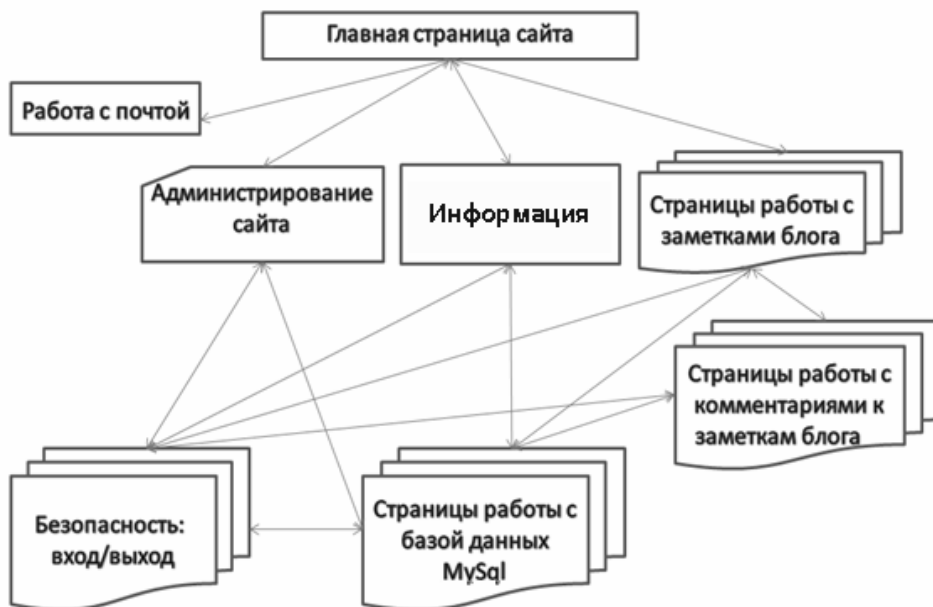 Главная страница сайта
Работа с почтой
Администрирование
сайта
Информация
Страницы работы с
заметками блога
Страницы работы с
комментариями к
заметкам блога
Безопасность:
вход/выход
Страницы работы с
базой данных
MySql